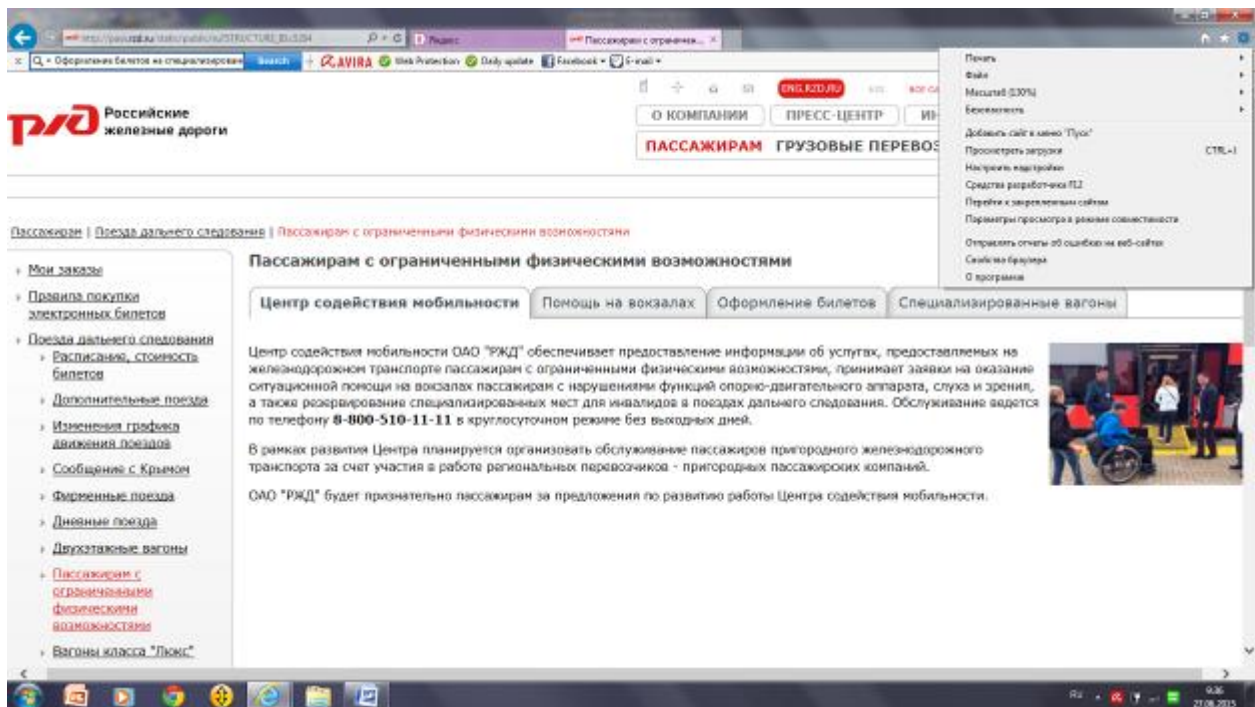 Яндекс
Пассажирам с ограничен...
Search
AVIRA
Web Protection
Daily update
Facebook
E-mail
Печать
Файл
Масштаб (130%)
Безопасность
Добавить сайт в меню "Пуск"
Просмотреть загрузки CTRL+J
Настроить надстройки
Средства разработчика F12
Перейти к закрепленным сайтам
Параметры просмотра в режиме совместимости
Отправлять отчеты об ошибках на веб-сайтах
Свойства браузера
О программе
ржд
Российские
железные дороги
ENG.RZD.RU
О КОМПАНИИ
ПРЕСС-ЦЕНТР
ПАССАЖИРАМ
Пассажирам | Поезда дальнего следования | Пассажирам с ограниченными физическими возможностями
Мои заказы
Правила покупки
электронных билетов
Поезда дальнего следования
Расписание, стоимость
билетов
Дополнительные поезда
Изменения графика
движения поездов
Сообщение с Крымом
Фирменные поезда
Дневные поезда
Двухэтажные вагоны
Пассажирам с
ограниченными
физическими
возможностями
Вагоны класса "Люкс"
Пассажирам с ограниченными физическими возможностями
Центр содействия мобильности
Помощь на вокзалах
Оформление билетов
Специализированные вагоны
Центр содействия мобильности ОАО "РЖД" обеспечивает предоставление информации об услугах, предоставляемых на
железнодорожном транспорте пассажирам с ограниченными физическими возможностями, принимает заявки на оказание
ситуационной помощи на вокзалах пассажирам с нарушениями функций опорно-двигательного аппарата, слуха и зрения,
а также резервирование специализированных мест для инвалидов в поездах дальнего следования. Обслуживание ведется
по телефону 8-800-510-11-11 в круглосуточном режиме без выходных дней.
В рамках развития Центра планируется организовать обслуживание пассажиров пригородного железнодорожного
транспорта за счет участия в работе региональных перевозчиков - пригородных пассажирских компаний.
ОАО "РЖД" будет признательно пассажирам за предложения по развитию работы Центра содействия мобильности.
RU
9:36
27.06.2015